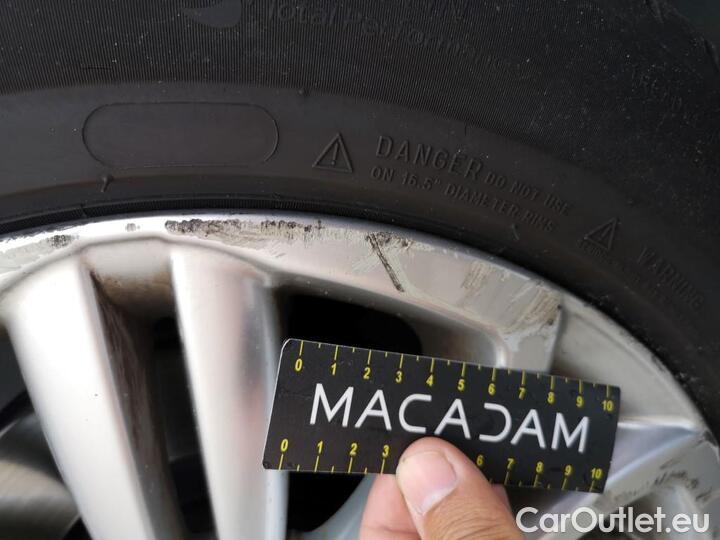 Total Performance
TREAD
DANGER DO NOT USE
ON 16.5" DIAMETER RIMS
WARNING
0 1 2 3 4 5 6 7 8 9 10
MACADAM
0 1 2 3 6 7 8 9 10
CarOutlet.eu